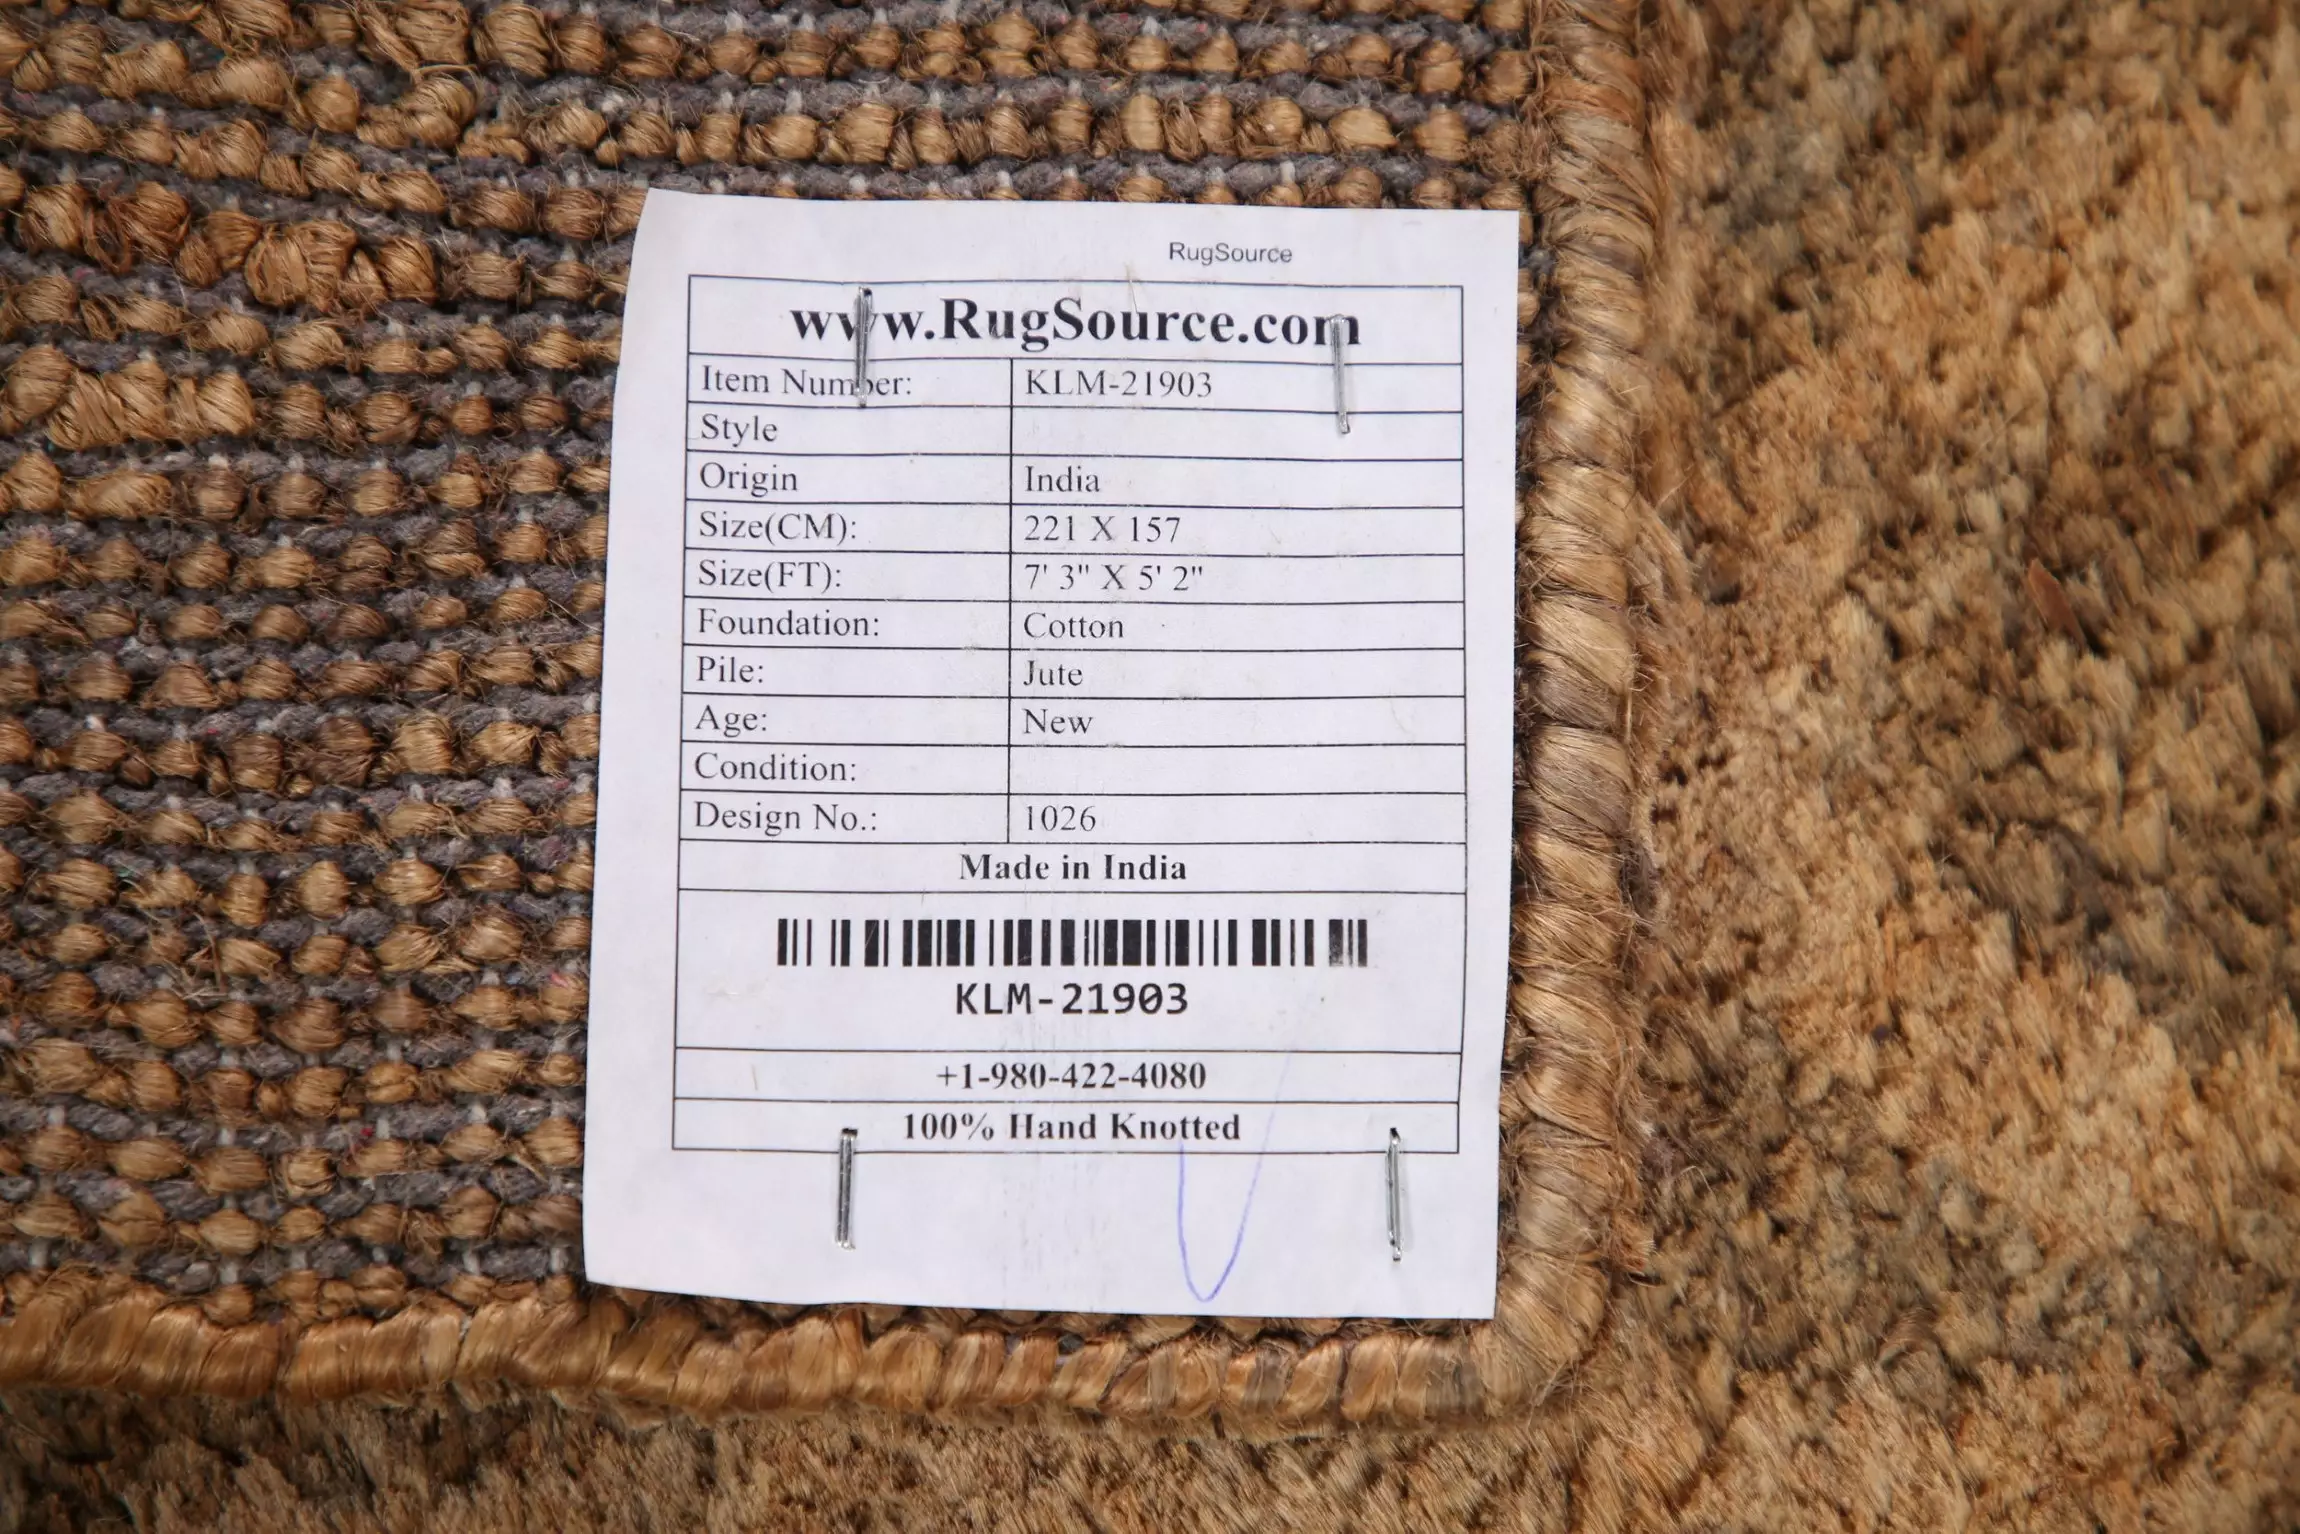 RugSource
www.RugSource.com
Item Number: KLM-21903
Style
Origin India
Size(CM): 221 X 157
Size(FT): 7' 3" X 5' 2"
Foundation: Cotton
Pile: Jute
Age: New
Condition:
Design No.: 1026
Made in India
KLM-21903
+1-980-422-4080
100% Hand Knotted